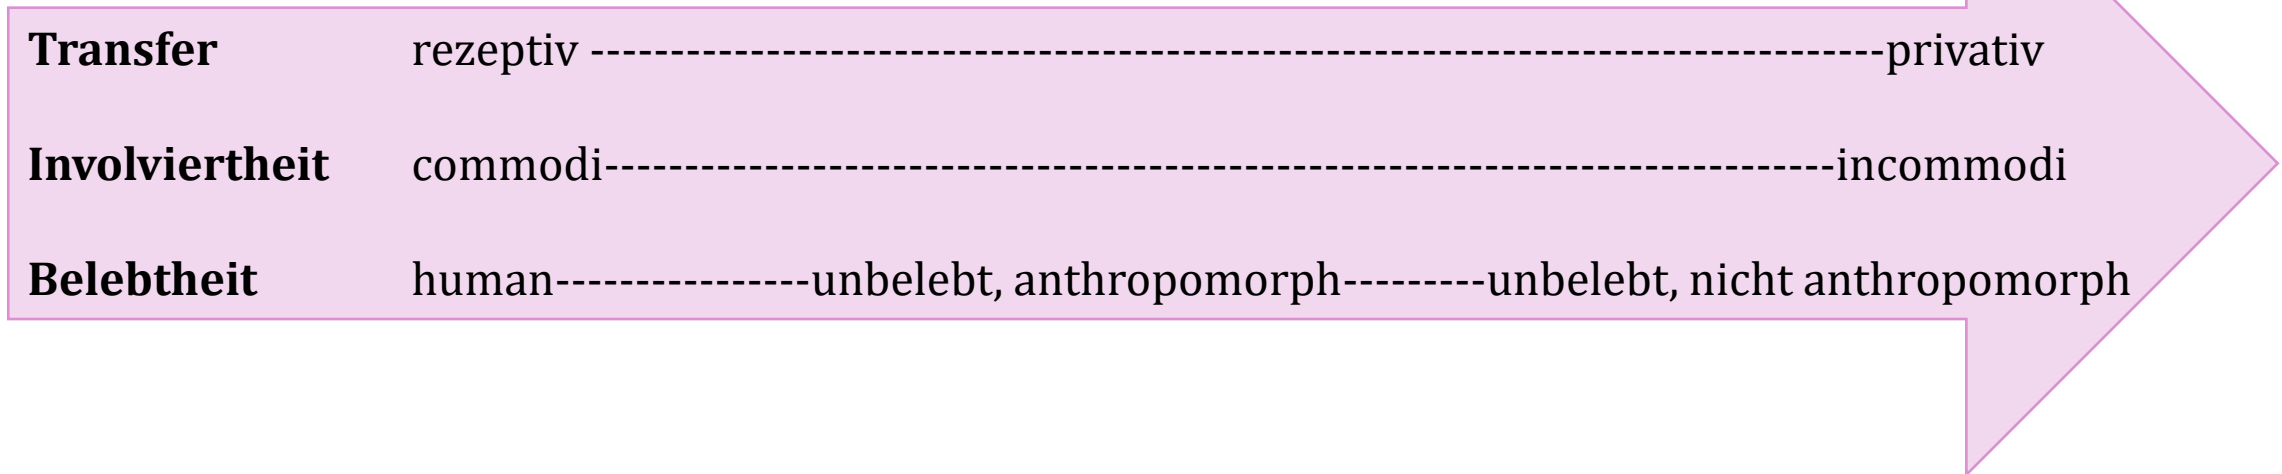 Transfer rezeptiv ---------------------------------------------------------------------------------privativ
Involviertheit commodi-----------------------------------------------------------------------------incommodi
Belebtheit human----------------unbelebt, anthropomorph---------unbelebt, nicht anthropomorph